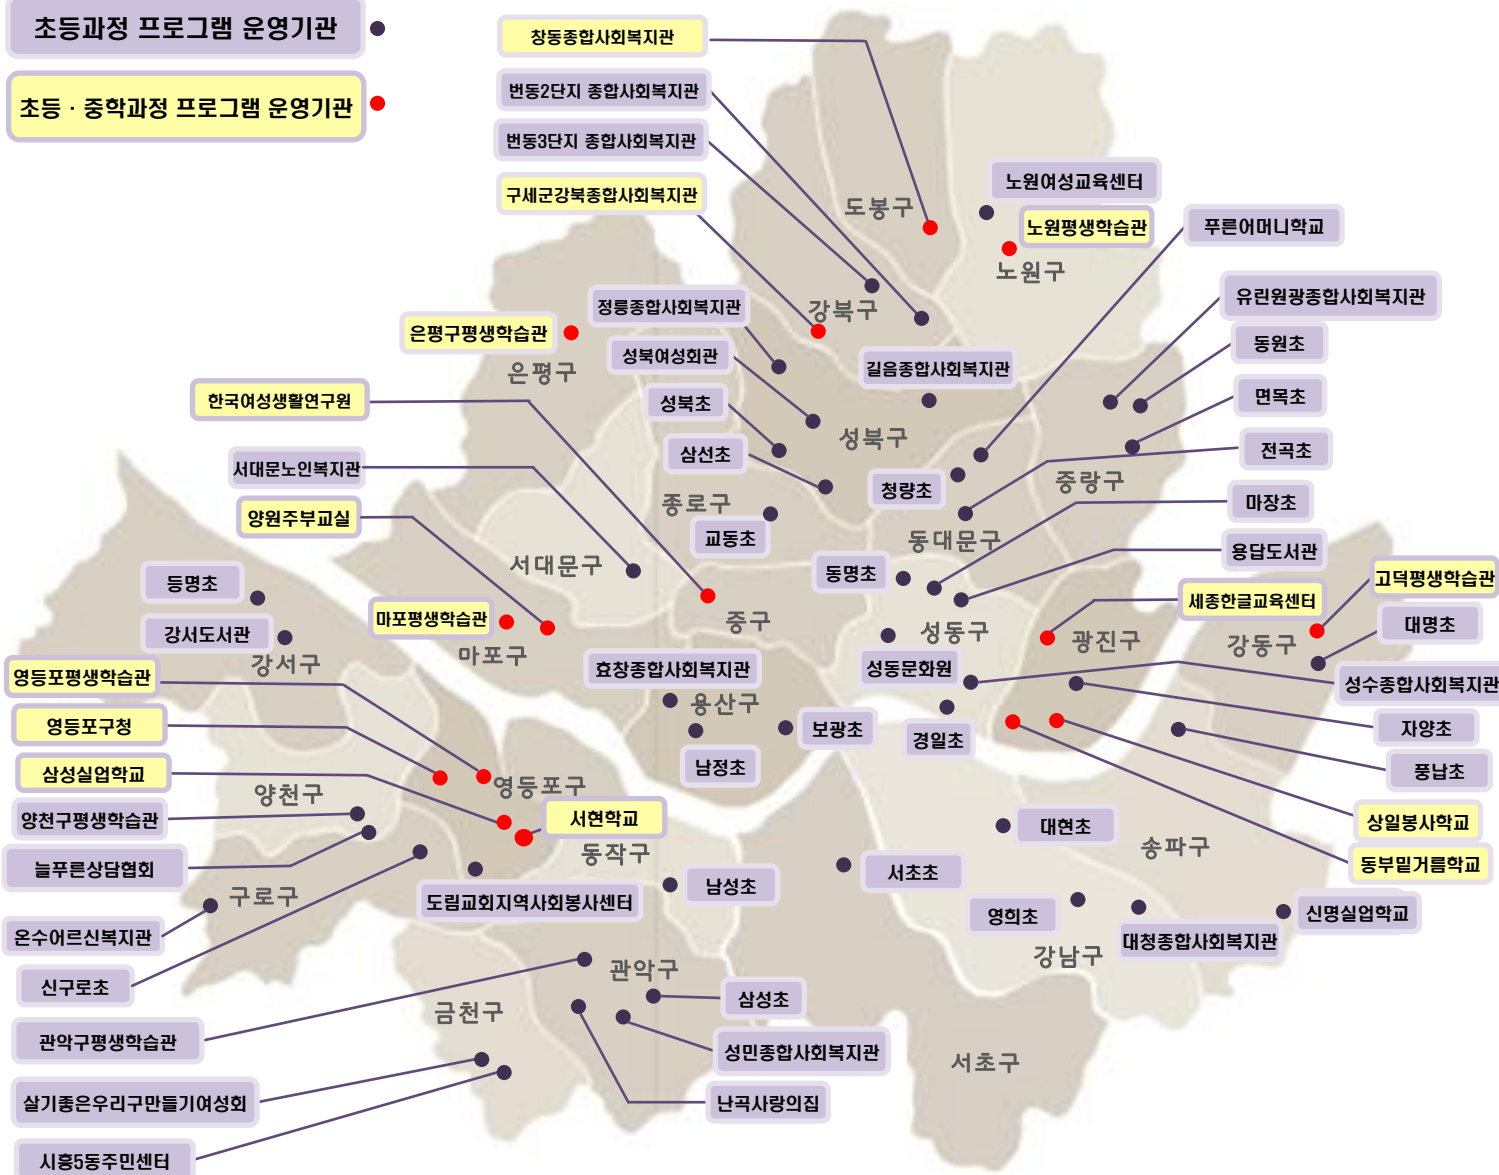 초등과정 프로그램 운영기관
초등 · 중학과정 프로그램 운영기관
창동종합사회복지관
번동2단지 종합사회복지관
번동3단지 종합사회복지관
구세군강북종합사회복지관
노원여성교육센터
노원평생학습관
푸른어머니학교
도봉구
노원구
강북구
정릉종합사회복지관
유린원광종합사회복지관
은평구평생학습관
은평구
성북여성회관
길음종합사회복지관
동원초
한국여성생활연구원
성북초
면목초
성북구
삼선초
전곡초
서대문노인복지관
청량초
중랑구
종로구
마장초
양원주부교실
교동초
동대문구
용답도서관
서대문구
동명초
고덕평생학습관
등명초
세종한글교육센터
마포평생학습관
중구
대명초
강서도서관
성동구
광진구
강동구
마포구
강서구
효창종합사회복지관
성동문화원
영등포평생학습관
성수종합사회복지관
용산구
영등포구청
보광초
경일초
자양초
남정초
풍납초
삼성실업학교
영등포구
양천구
양천구평생학습관
서현학교
대현초
상일봉사학교
동작구
송파구
늘푸른상담협회
동부밑거름학교
서초초
남성초
구로구
도림교회지역사회봉사센터
영희초
신명실업학교
온수어르신복지관
대청종합사회복지관
강남구
관악구
신구로초
삼성초
금천구
관악구평생학습관
성민종합사회복지관
서초구
살기좋은우리구만들기여성회
난곡사랑의집
시흥5동주민센터